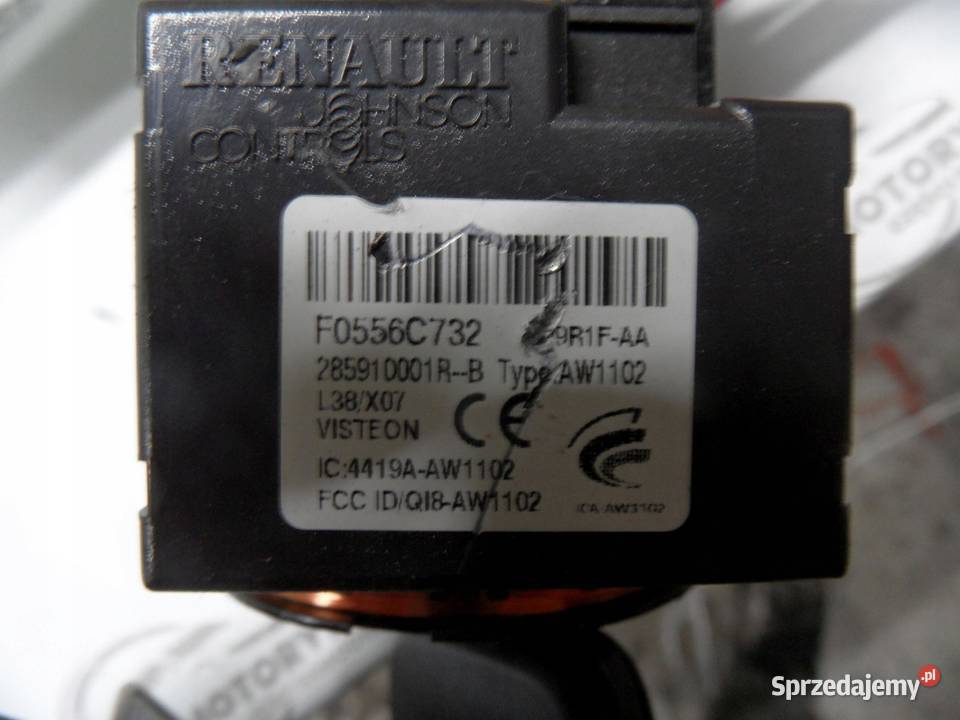 RENAULT
JOHNSON
CONTROLS
F0556C732 9R1F-AA
285910001R--B Type:AW1102
L38/X07
VISTEON
CE
IC:4419A-AW1102
FCC ID/QI8-AW1102
ICA-AW1102
MOTORY
Sprzedajemy.pl